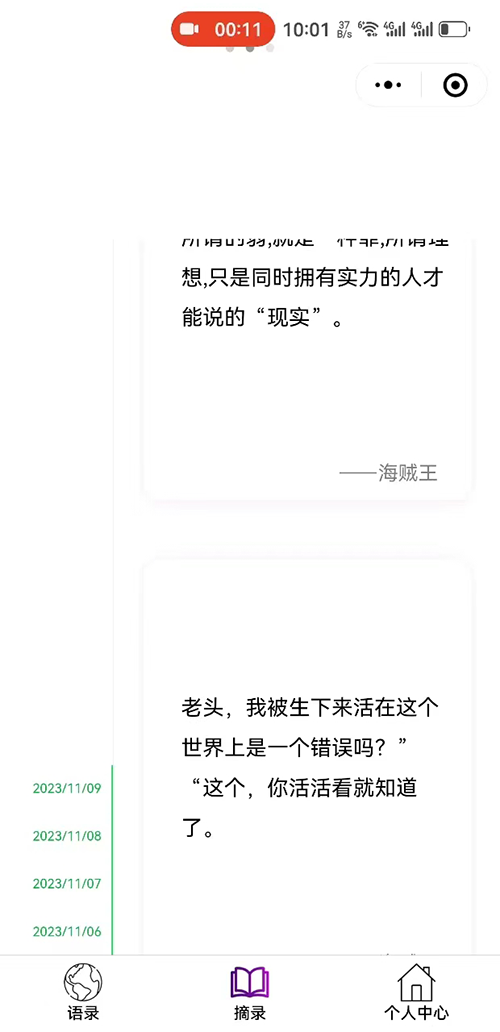 00:11 10:01 37 B/s 6 4G 4G
想,只是同时拥有实力的人才
能说的“现实”。
——海贼王
老头，我被生下来活在这个
世界上是一个错误吗？”
“这个，你活活看就知道
了。
2023/11/09
2023/11/08
2023/11/07
2023/11/06
语录
摘录
个人中心